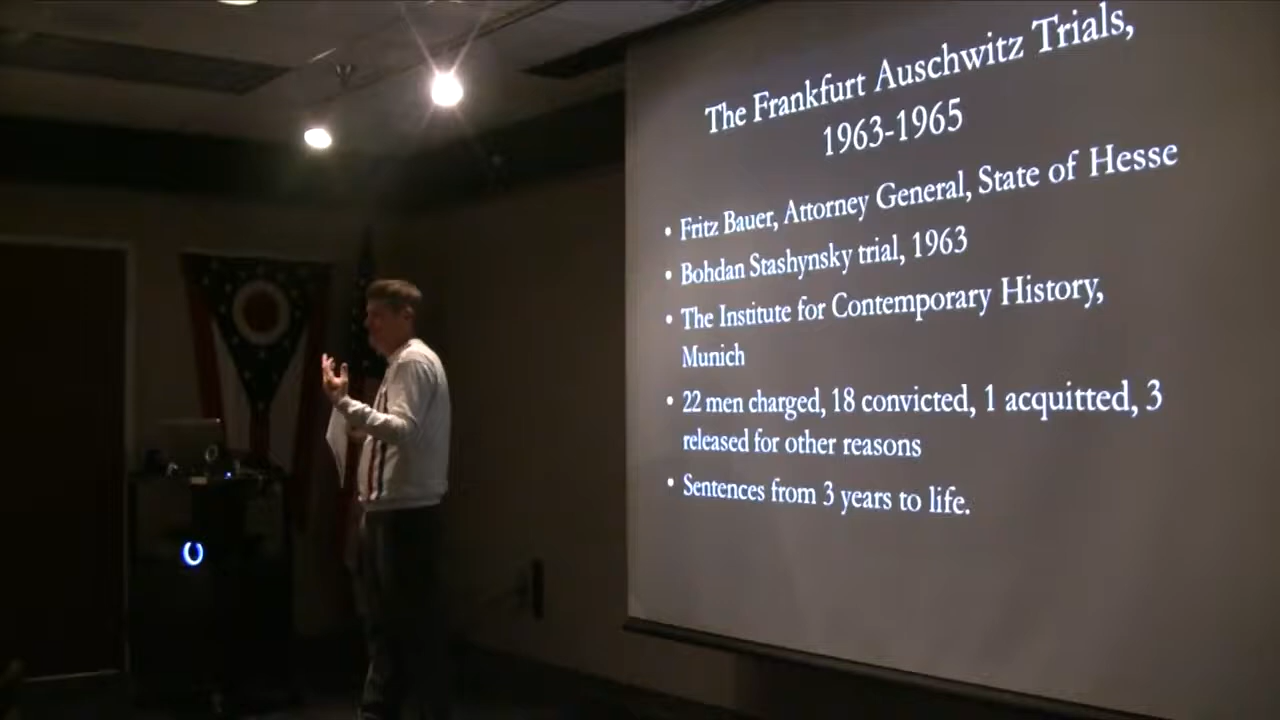 The Frankfurt Auschwitz Trials,
1963-1965
• Fritz Bauer, Attorney General, State of Hesse
• Bohdan Stashynsky trial, 1963
• The Institute for Contemporary History,
Munich
• 22 men charged, 18 convicted, 1 acquitted, 3
released for other reasons
• Sentences from 3 years to life.